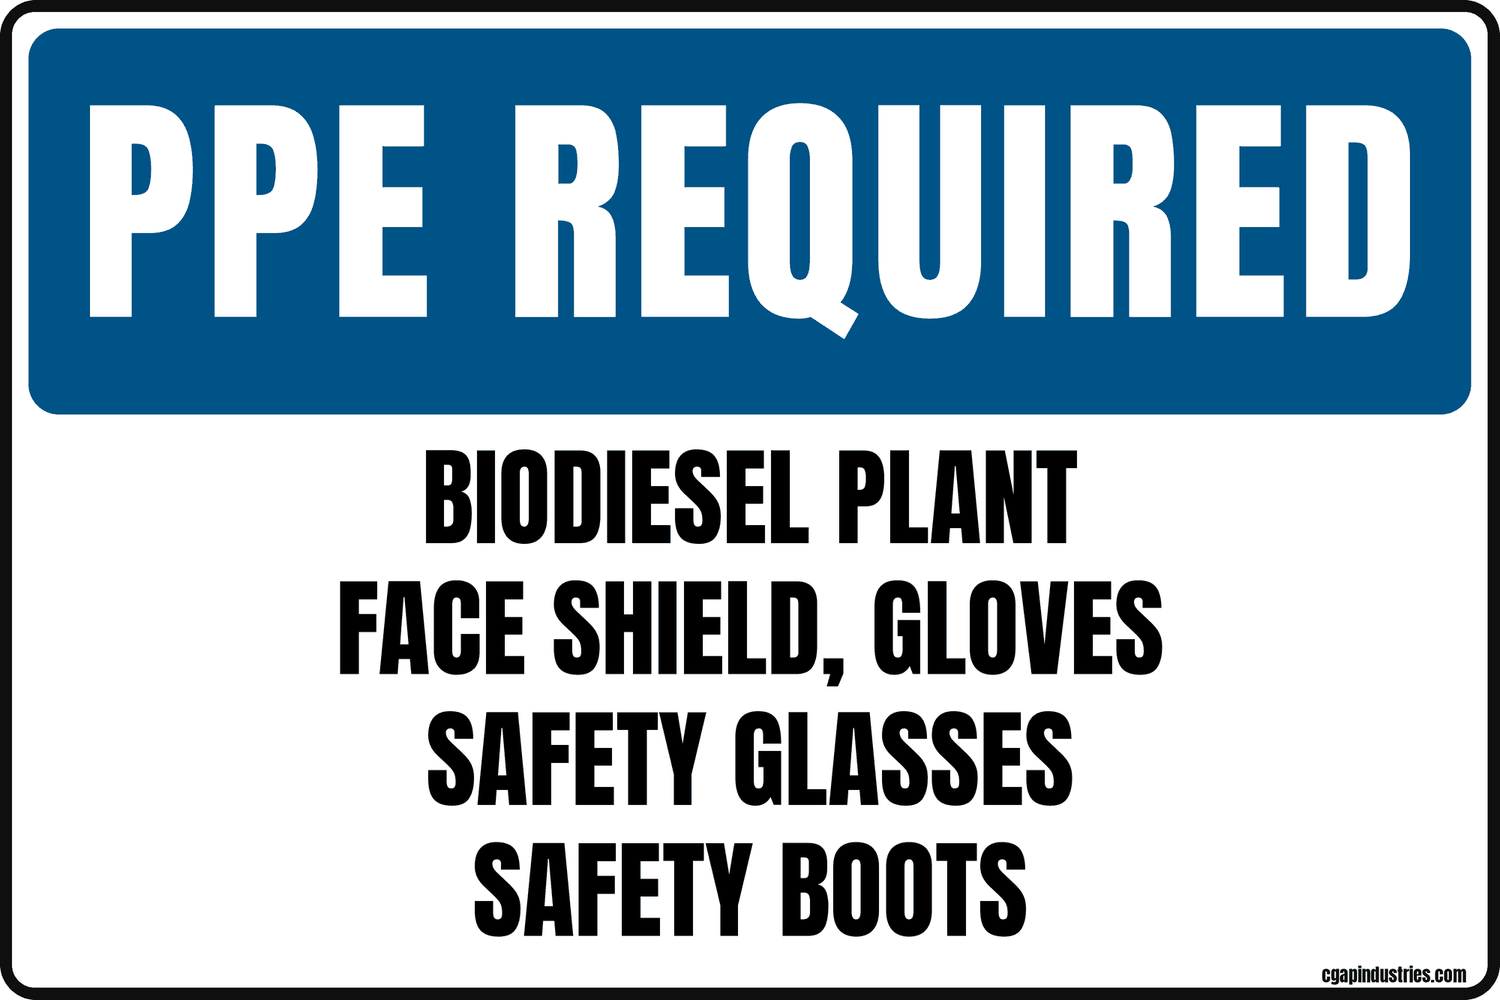 PPE REQUIRED
BIODIESEL PLANT
FACE SHIELD, GLOVES
SAFETY GLASSES
SAFETY BOOTS
cgapindustries.com